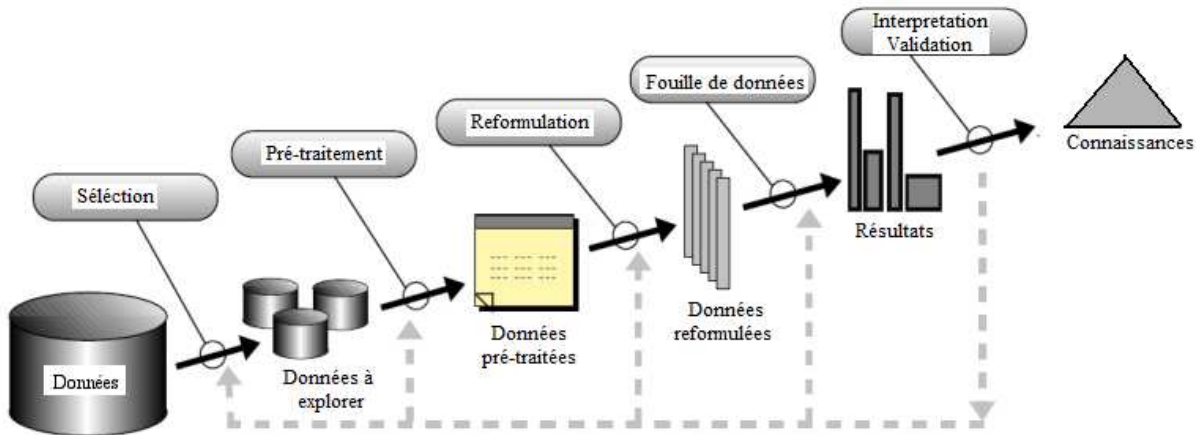 Interpretation
Validation
Fouille de données
Reformulation
Pré-traitement
Séléction
Connaissances
Résultats
Données
reformulées
Données
pré-traitées
Données à
explorer
Données